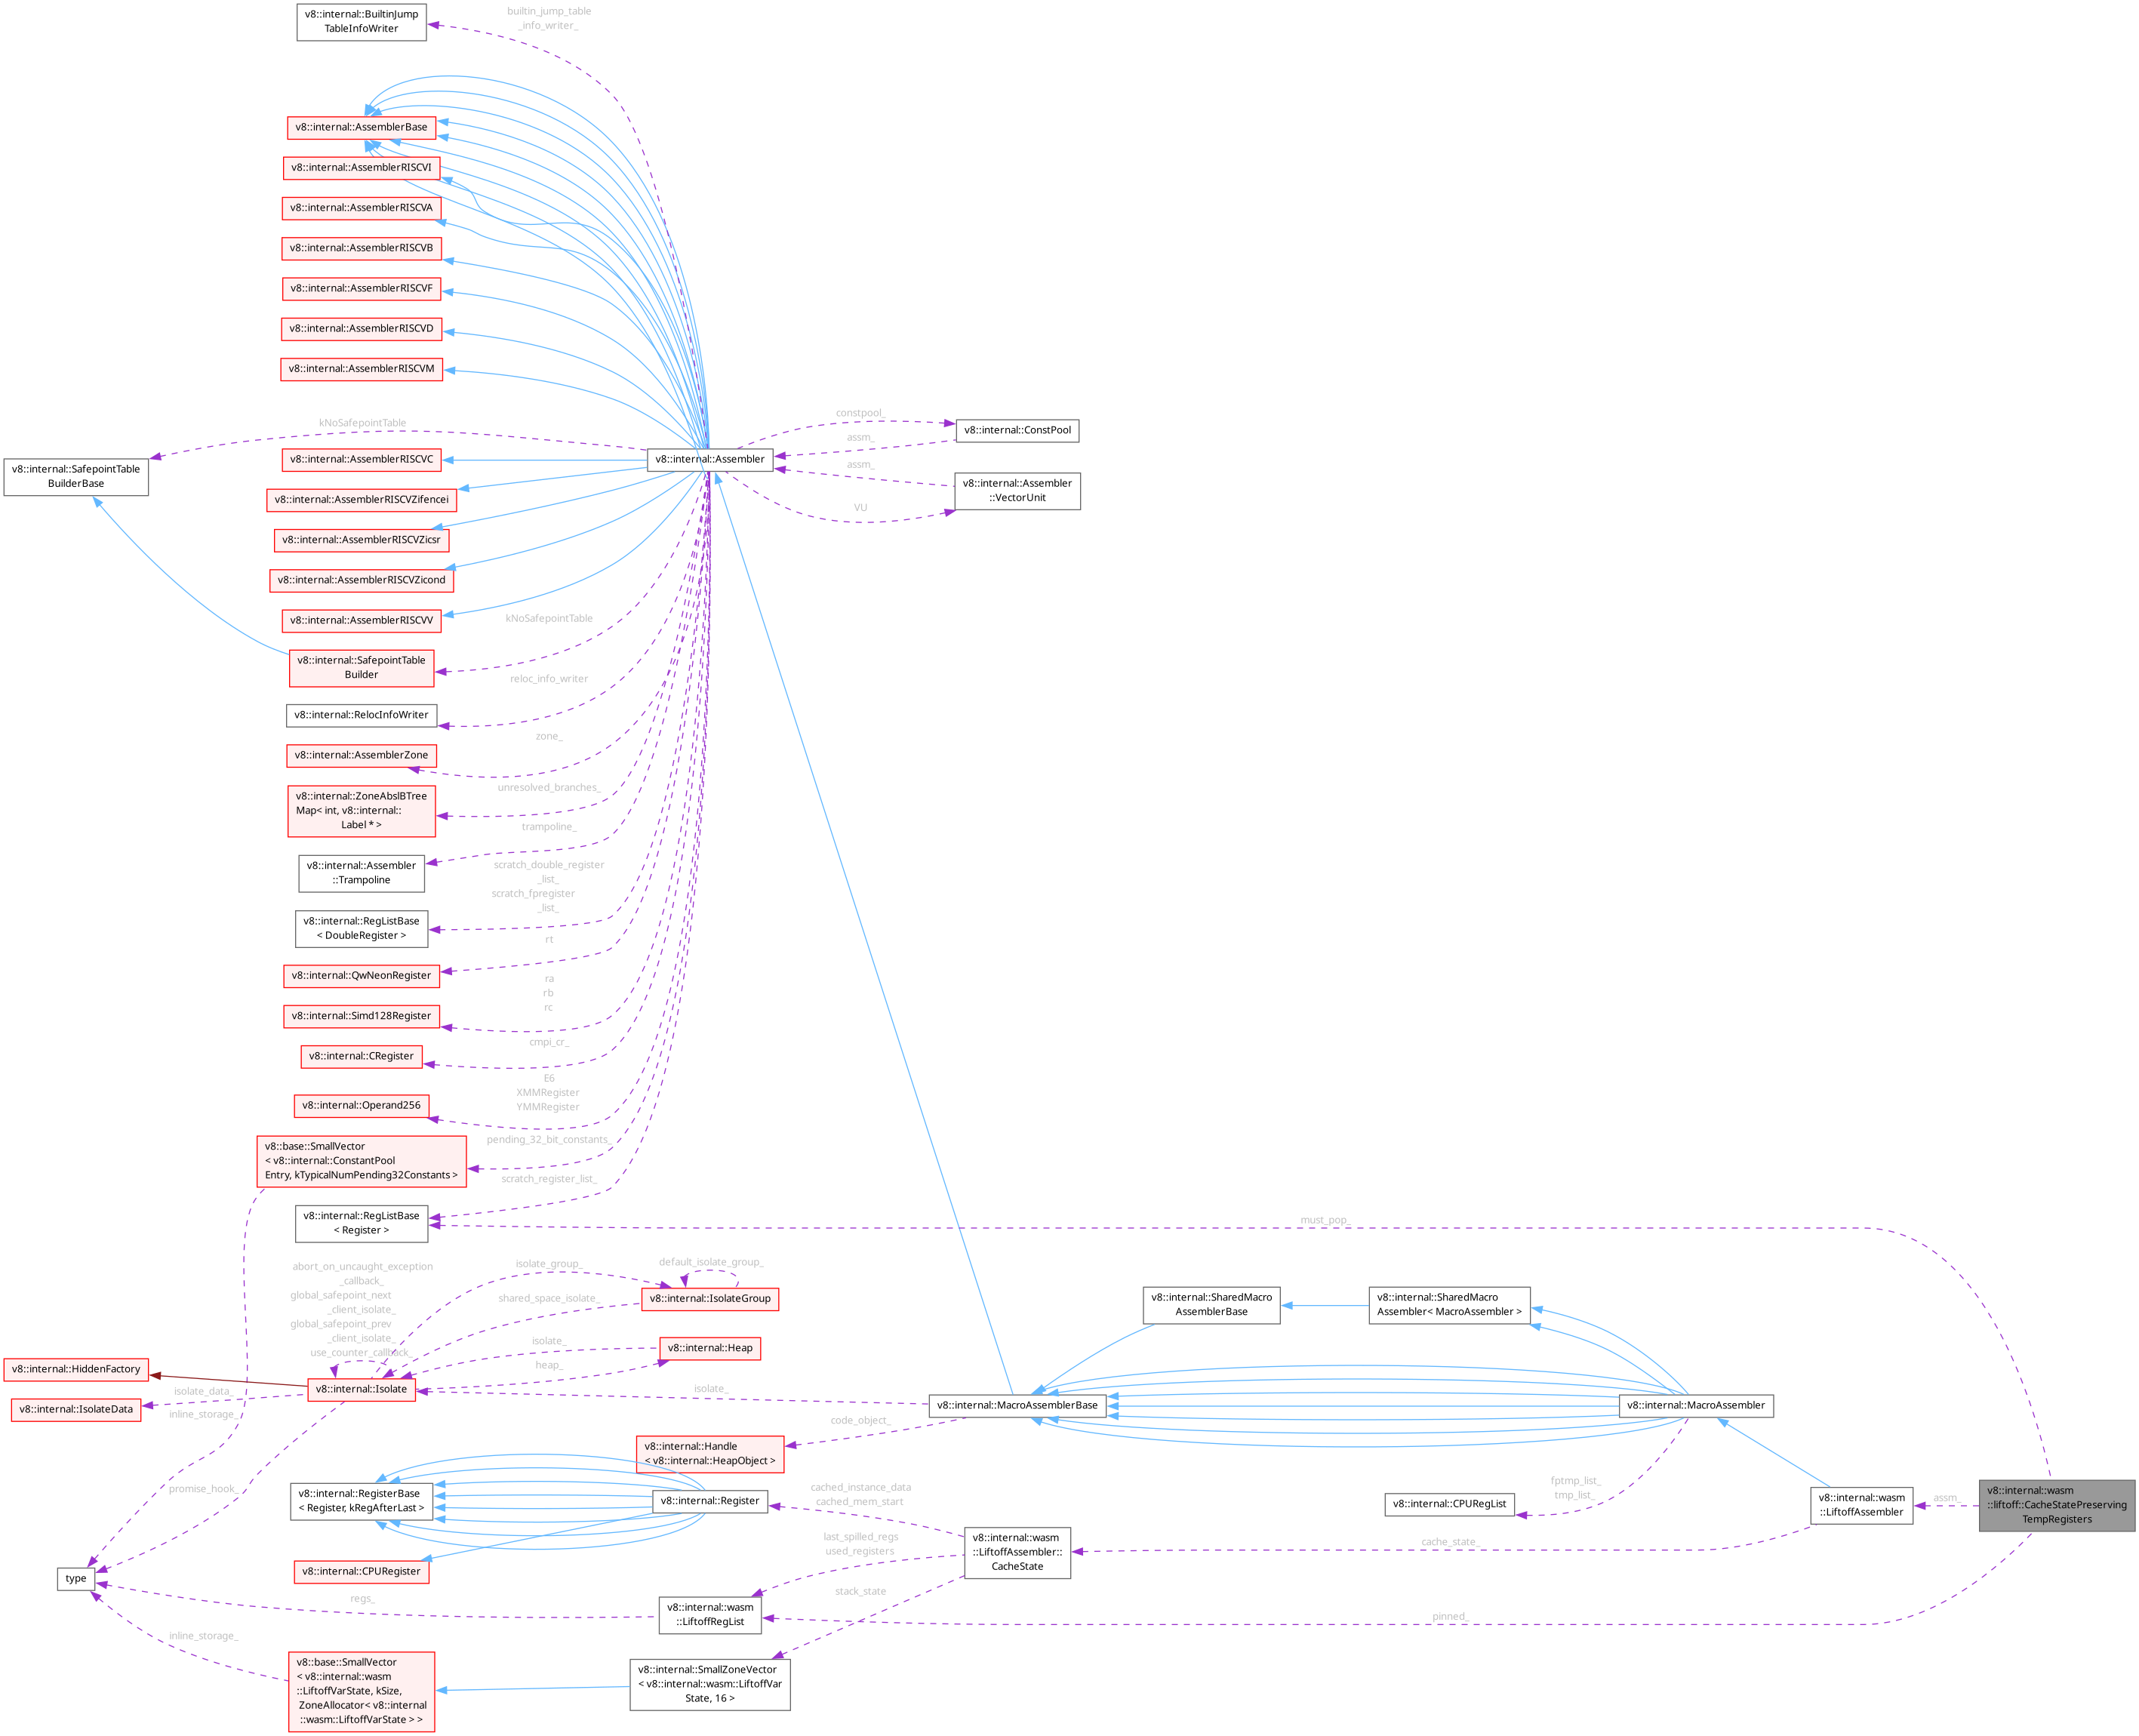 v8::internal::BuiltinJump
TableInfoWriter
builtin_jump_table
_info_writer_
v8::internal::AssemblerBase
v8::internal::AssemblerRISCVI
v8::internal::AssemblerRISCVA
v8::internal::AssemblerRISCVB
v8::internal::AssemblerRISCVF
v8::internal::AssemblerRISCVD
v8::internal::AssemblerRISCVM
kNoSafepointTable
constpool_
v8::internal::ConstPool
assm_
v8::internal::SafepointTable
BuilderBase
v8::internal::AssemblerRISCVC
v8::internal::Assembler
assm_
v8::internal::Assembler
::VectorUnit
VU
v8::internal::AssemblerRISCVZifencei
v8::internal::AssemblerRISCVZicsr
v8::internal::AssemblerRISCVZicond
v8::internal::AssemblerRISCVV
kNoSafepointTable
v8::internal::SafepointTable
Builder
reloc_info_writer
v8::internal::RelocInfoWriter
zone_
v8::internal::AssemblerZone
unresolved_branches_
v8::internal::ZoneAbslBTree
Map< int, v8::internal::
Label * >
trampoline_
v8::internal::Assembler
::Trampoline
scratch_double_register
_list_
scratch_fpregister
_list_
v8::internal::RegListBase
< DoubleRegister >
rt
v8::internal::QwNeonRegister
ra
rb
rc
v8::internal::Simd128Register
cmpi_cr_
v8::internal::CRegister
E6
XMMRegister
YMMRegister
v8::internal::Operand256
pending_32_bit_constants_
v8::base::SmallVector
< v8::internal::ConstantPool
Entry, kTypicalNumPending32Constants >
scratch_register_list_
v8::internal::RegListBase
< Register >
must_pop_
abort_on_uncaught_exception
_callback_
global_safepoint_next
_client_isolate_
global_safepoint_prev
_client_isolate_
use_counter_callback_
isolate_group_
default_isolate_group_
shared_space_isolate_
v8::internal::IsolateGroup
v8::internal::SharedMacro
AssemblerBase
v8::internal::SharedMacro
Assembler< MacroAssembler >
isolate_
heap_
v8::internal::Heap
v8::internal::HiddenFactory
v8::internal::Isolate
isolate_data_
v8::internal::IsolateData
inline_storage_
isolate_
v8::internal::MacroAssemblerBase
v8::internal::MacroAssembler
code_object_
v8::internal::Handle
< v8::internal::HeapObject >
promise_hook_
v8::internal::RegisterBase
< Register, kRegAfterLast >
v8::internal::Register
cached_instance_data
cached_mem_start
fptmp_list_
tmp_list_
v8::internal::CPURegList
v8::internal::wasm
::LiftoffAssembler
assm_
v8::internal::wasm
::liftoff::CacheStatePreserving
TempRegisters
last_spilled_regs
used_registers
v8::internal::wasm
::LiftoffAssembler::
CacheState
cache_state_
v8::internal::CPURegister
type
regs_
v8::internal::wasm
::LiftoffRegList
stack_state
pinned_
inline_storage_
v8::base::SmallVector
< v8::internal::wasm
::LiftoffVarState, kSize,
ZoneAllocator< v8::internal
::wasm::LiftoffVarState > >
v8::internal::SmallZoneVector
< v8::internal::wasm::LiftoffVar
State, 16 >